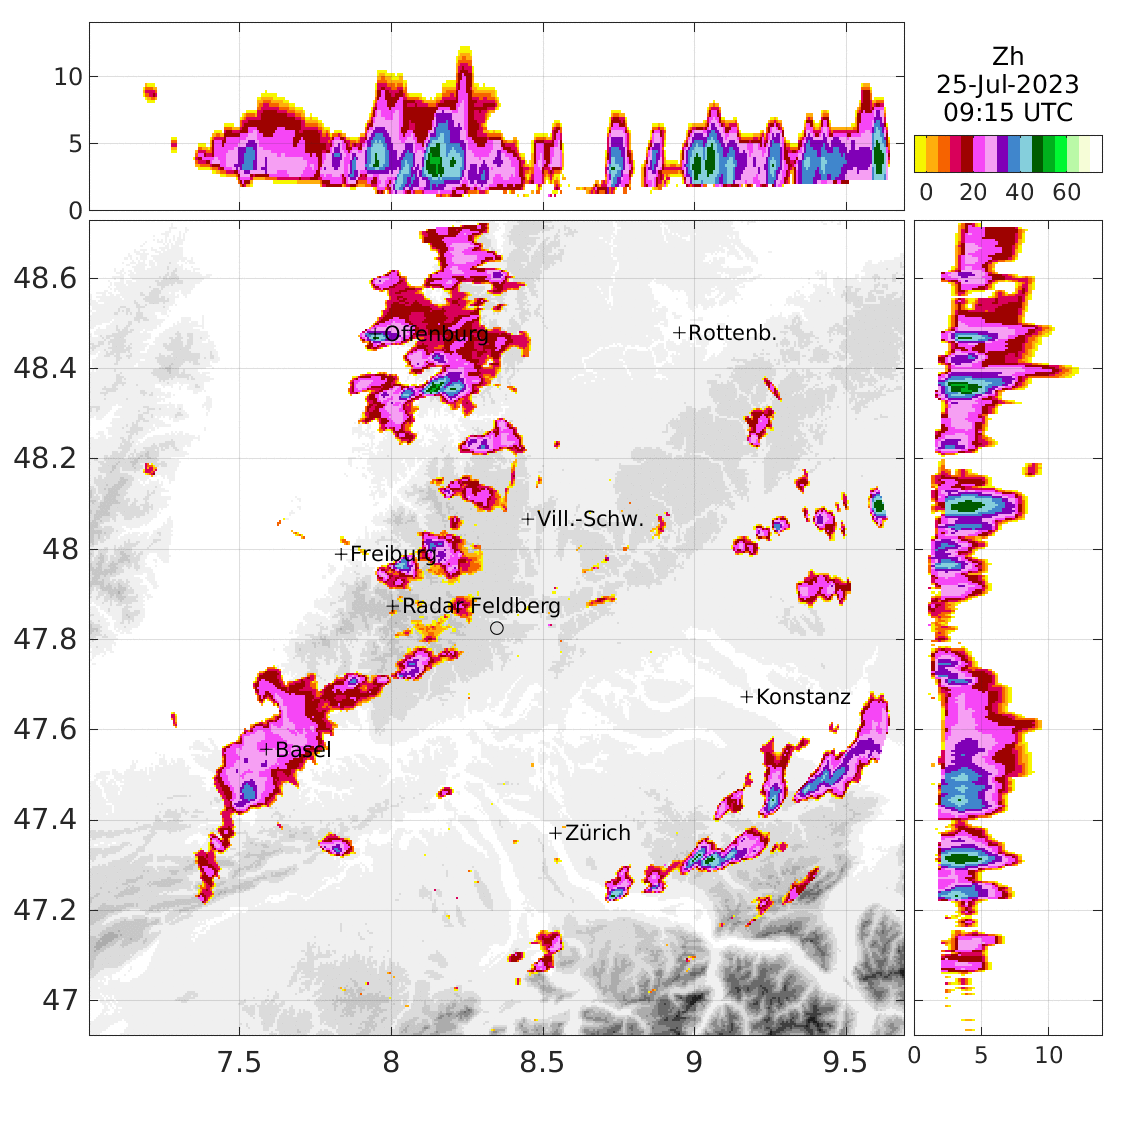 10
5
0
Zh
25-Jul-2023
09:15 UTC
0 20 40 60
48.6
48.4
48.2
48
47.8
47.6
47.4
47.2
47
+Offenburg
+Rottenb.
+Vill.-Schw.
+Freiburg
+Radar Feldberg
+Konstanz
+Basel
+Zürich
7.5 8 8.5 9 9.5
0 5 10